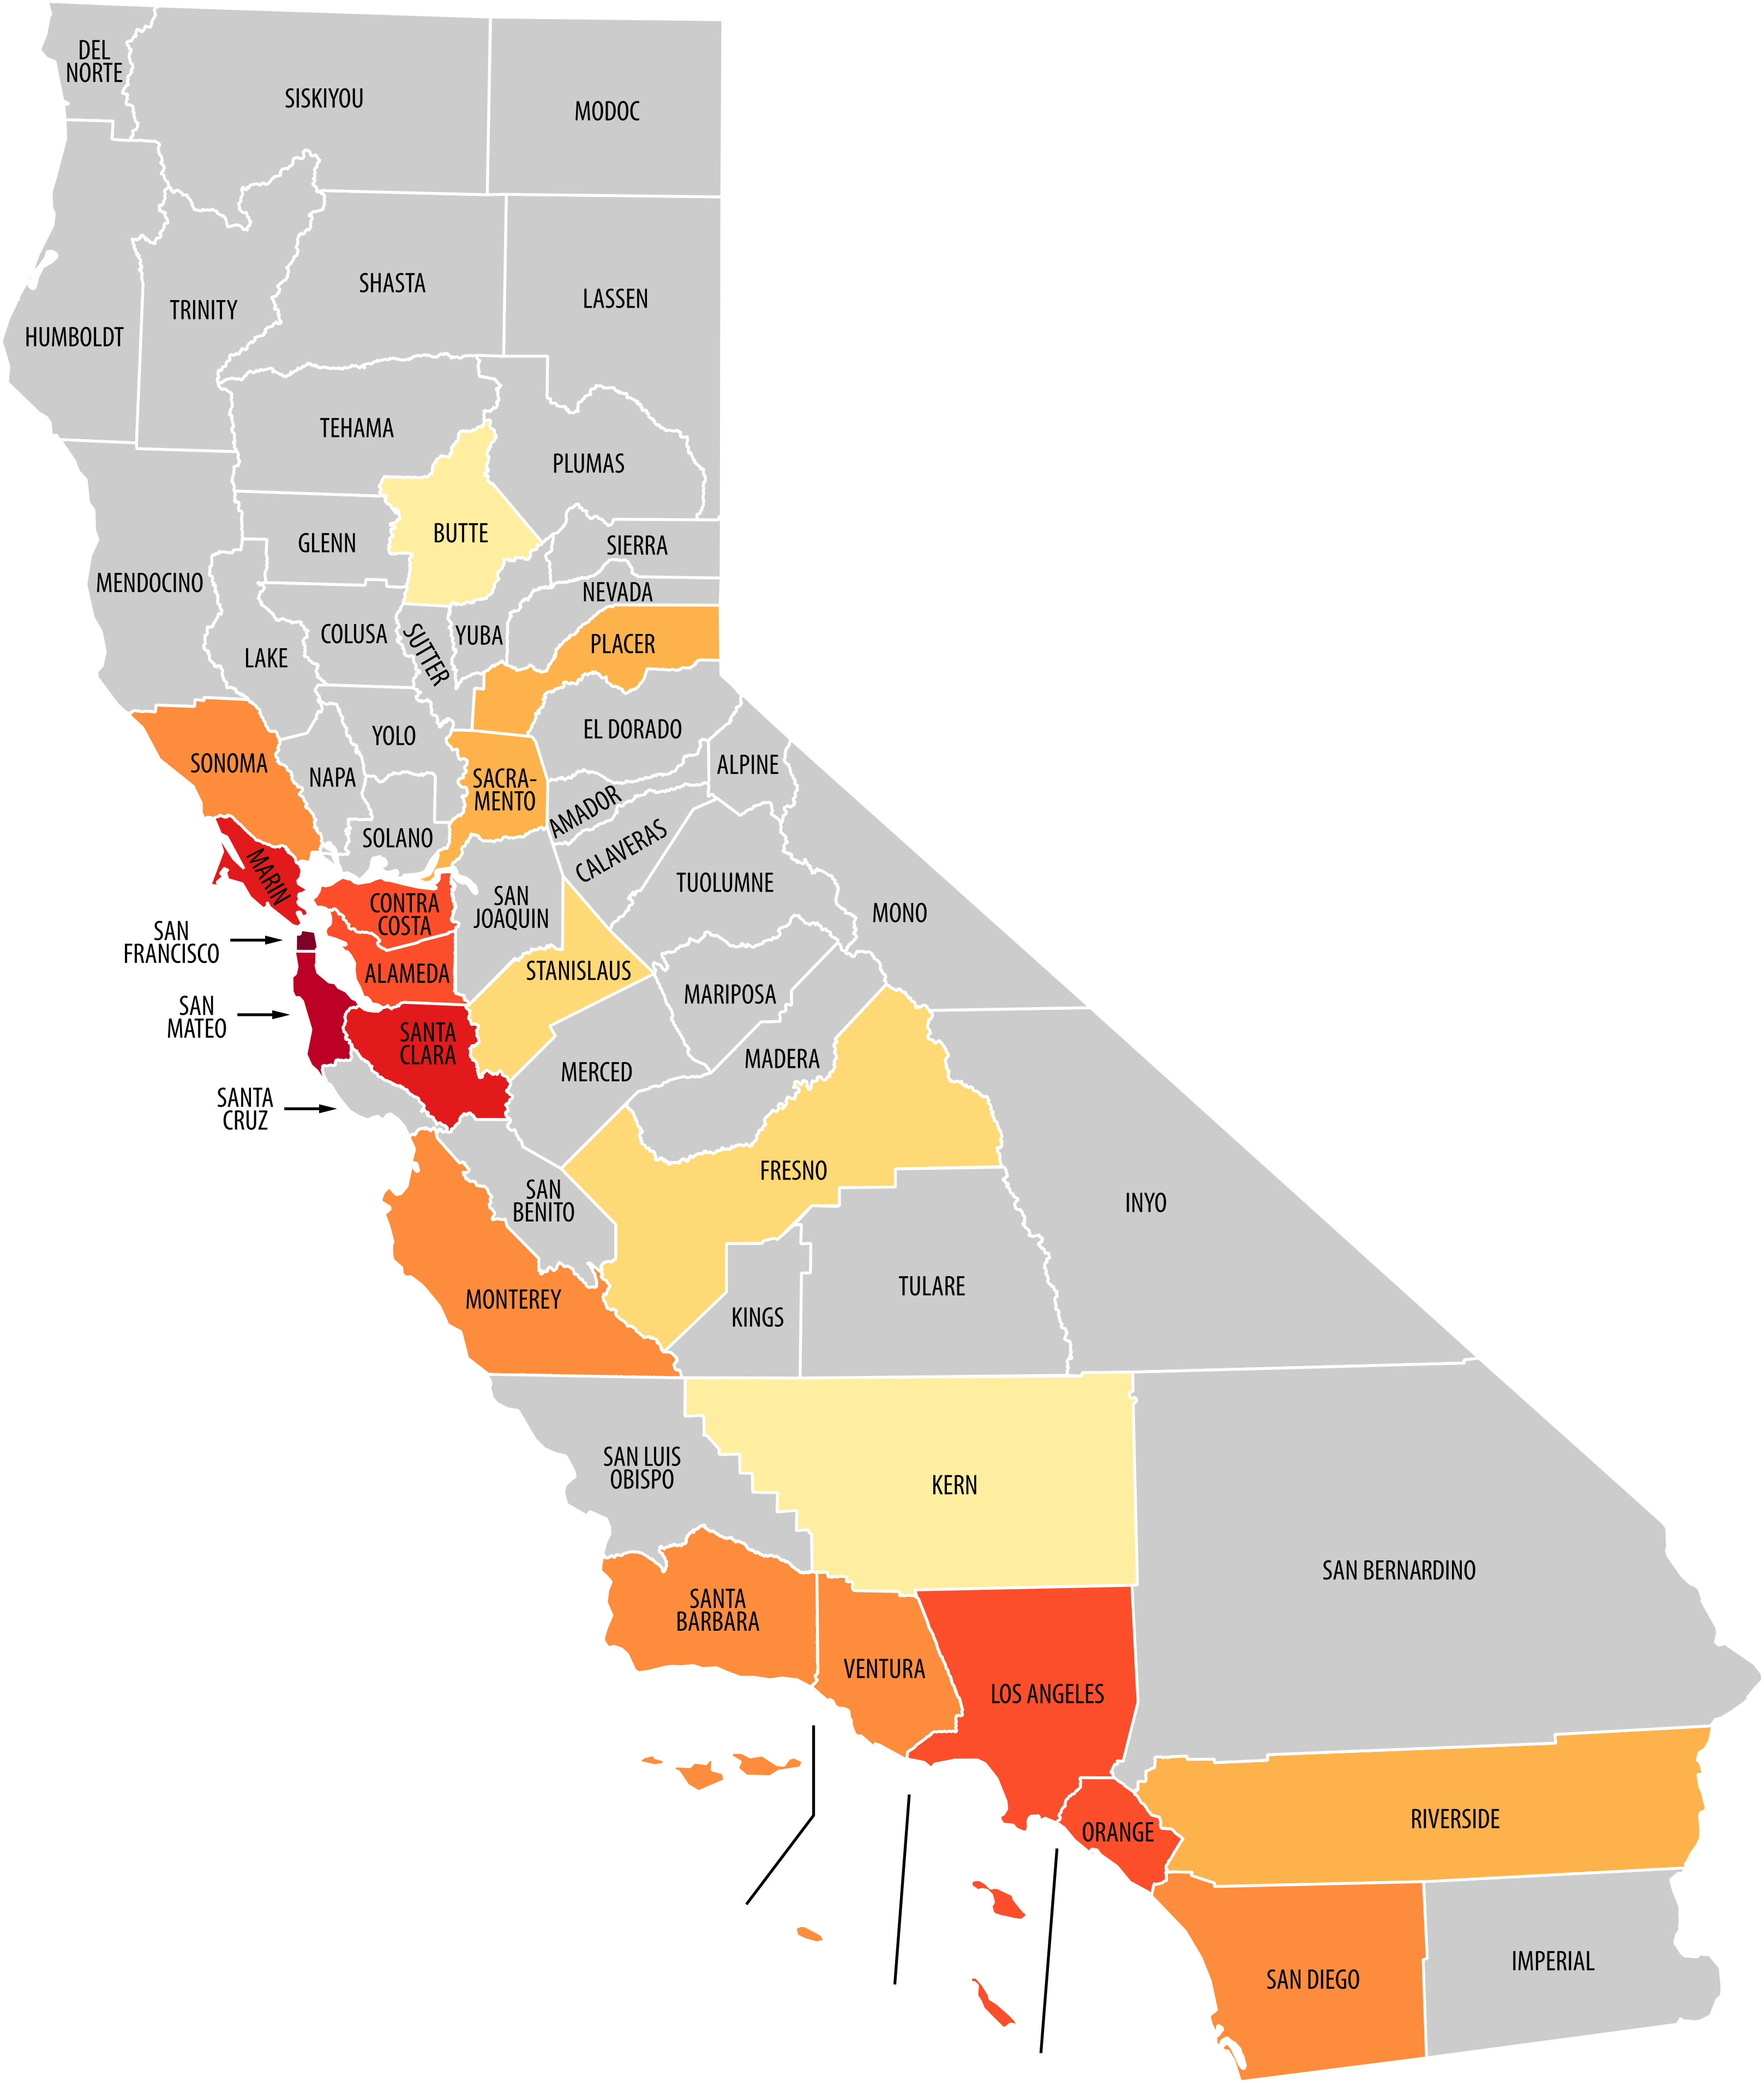 DEL
NORTE
SISKIYOU
MODOC
HUMBOLDT
TRINITY
SHASTA
LASSEN
TEHAMA
PLUMAS
BUTTE
GLENN
SIERRA
MENDOCINO
NEVADA
COLUSA
SUTTER
YUBA
PLACER
LAKE
EL DORADO
YOLO
SONOMA
NAPA
SACRA-
MENTO
ALPINE
AMADOR
SOLANO
CALAVERAS
MARIN
TUOLUMNE
CONTRA
COSTA
SAN
JOAQUIN
MONO
SAN
FRANCISCO
ALAMEDA
STANISLAUS
MARIPOSA
SAN
MATEO
SANTA
CLARA
MERCED
MADERA
SANTA
CRUZ
FRESNO
SAN
BENITO
INYO
MONTEREY
KINGS
TULARE
SAN LUIS
OBISPO
KERN
SAN BERNARDINO
SANTA
BARBARA
VENTURA
LOS ANGELES
ORANGE
RIVERSIDE
SAN DIEGO
IMPERIAL